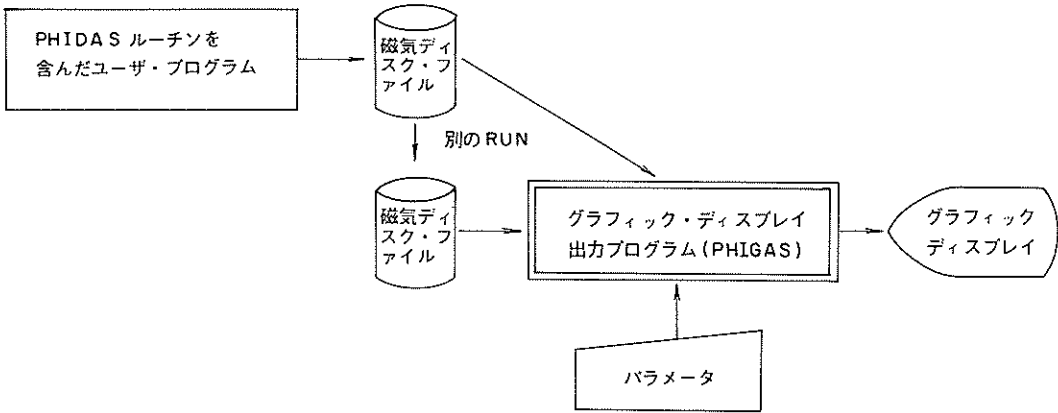 PHIDAS ルーチンを
含んだユーザ・プログラム
磁気ディ
スク・フ
ァイル
別のRUN
磁気ディ
スク・フ
ァイル
グラフィック・ディスプレイ
出力プログラム(PHIGAS)
グラフィック
ディスプレイ
パラメータ